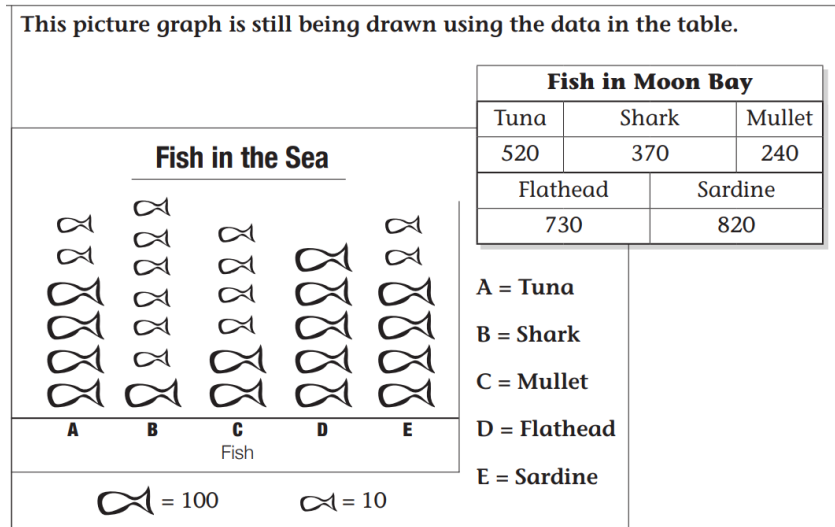 This picture graph is still being drawn using the data in the table.
Fish in Moon Bay
Tuna Shark Mullet
520 370 240
Flathead Sardine
730 820
Fish in the Sea
A B C D E
Fish
= 100 = 10
A = Tuna
B = Shark
C = Mullet
D = Flathead
E = Sardine